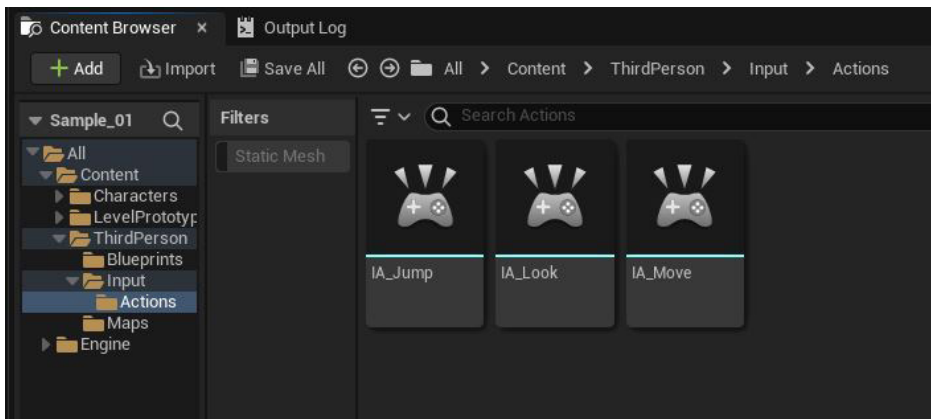 Content Browser
Output Log
Add
Import
Save All
All
Content
ThirdPerson
Input
Actions
Sample_01
All
Content
Characters
LevelPrototyp
ThirdPerson
Blueprints
Input
Actions
Maps
Engine
Filters
Static Mesh
Search Actions
IA_Jump
IA_Look
IA_Move